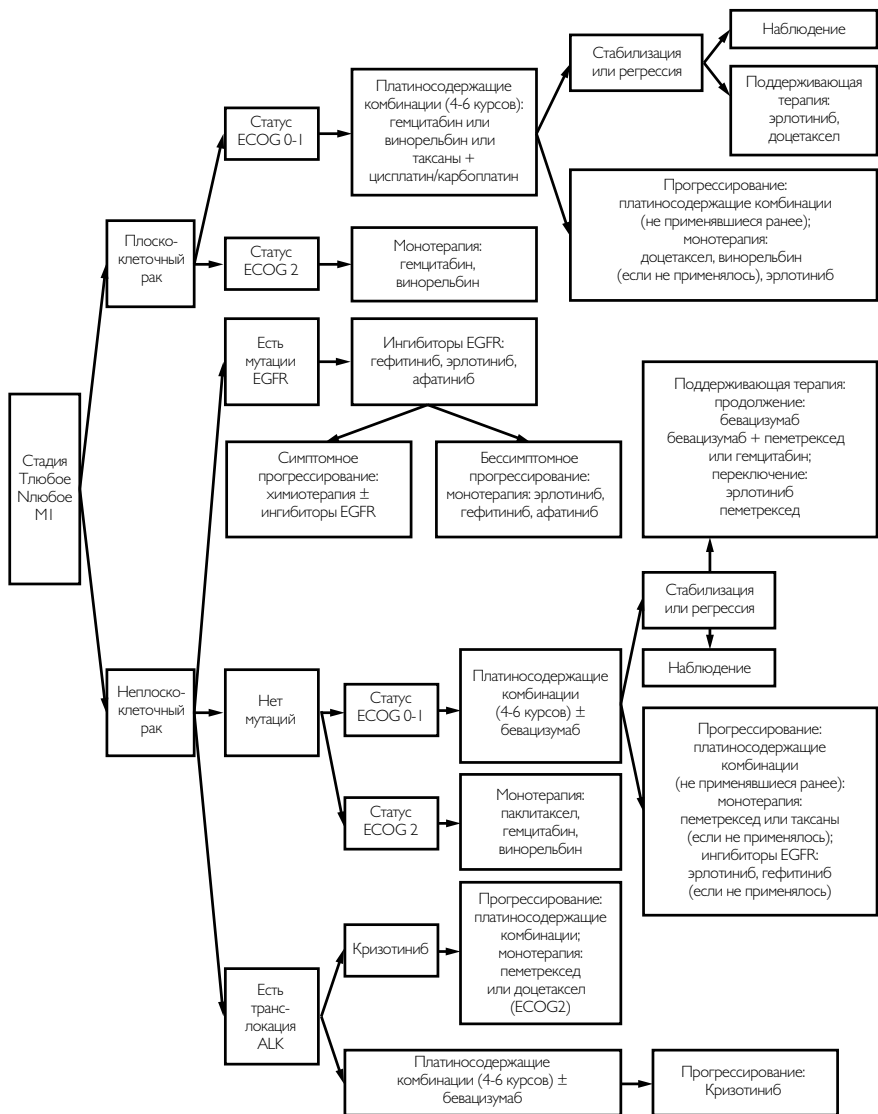 Стадия
Tлюбое
Nлюбое
M1
Плоско-
клеточный
рак
Статус
ECOG 0-1
Платиносодержащие
комбинации (4-6 курсов):
гемцитабин или
винорельбин или
таксаны +
цисплатин/карбоплатин
Стабилизация
или регрессия
Наблюдение
Поддерживающая
терапия:
эрлотиниб,
доцетаксел
Прогрессирование:
платиносодержащие комбинации
(не применявшиеся ранее);
монотерапия:
доцетаксел, винорельбин
(если не применялось), эрлотиниб
Статус
ECOG 2
Монотерапия:
гемцитабин,
винорельбин
Неплоско-
клеточный
рак
Есть
мутации
EGFR
Ингибиторы EGFR:
гефитиниб, эрлотиниб,
афатиниб
Симптомное
прогрессирование:
химиотерапия ±
ингибиторы EGFR
Бессимптомное
прогрессирование:
монотерапия: эрлотиниб,
гефитиниб, афатиниб
Нет
мутаций
Статус
ECOG 0-1
Платиносодержащие
комбинации
(4-6 курсов) ±
бевацизумаб
Стабилизация
или регрессия
Поддерживающая терапия:
продолжение:
бевацизумаб
бевацизумаб + пеметрексед
или гемцитабин;
переключение:
эрлотиниб
пеметрексед
Наблюдение
Прогрессирование:
платиносодержащие
комбинации
(не применявшиеся ранее):
монотерапия:
пеметрексед или таксаны
(если не применялось);
ингибиторы EGFR:
эрлотиниб, гефитиниб
(если не применялось)
Статус
ECOG 2
Монотерапия:
паклитаксел,
гемцитабин,
винорельбин
Есть
транс-
локация
ALK
Кризотиниб
Прогрессирование:
платиносодержащие
комбинации;
монотерапия:
пеметрексед
или доцетаксел
(ECOG2)
Платиносодержащие
комбинации (4-6 курсов) ±
бевацизумаб
Прогрессирование:
Кризотиниб